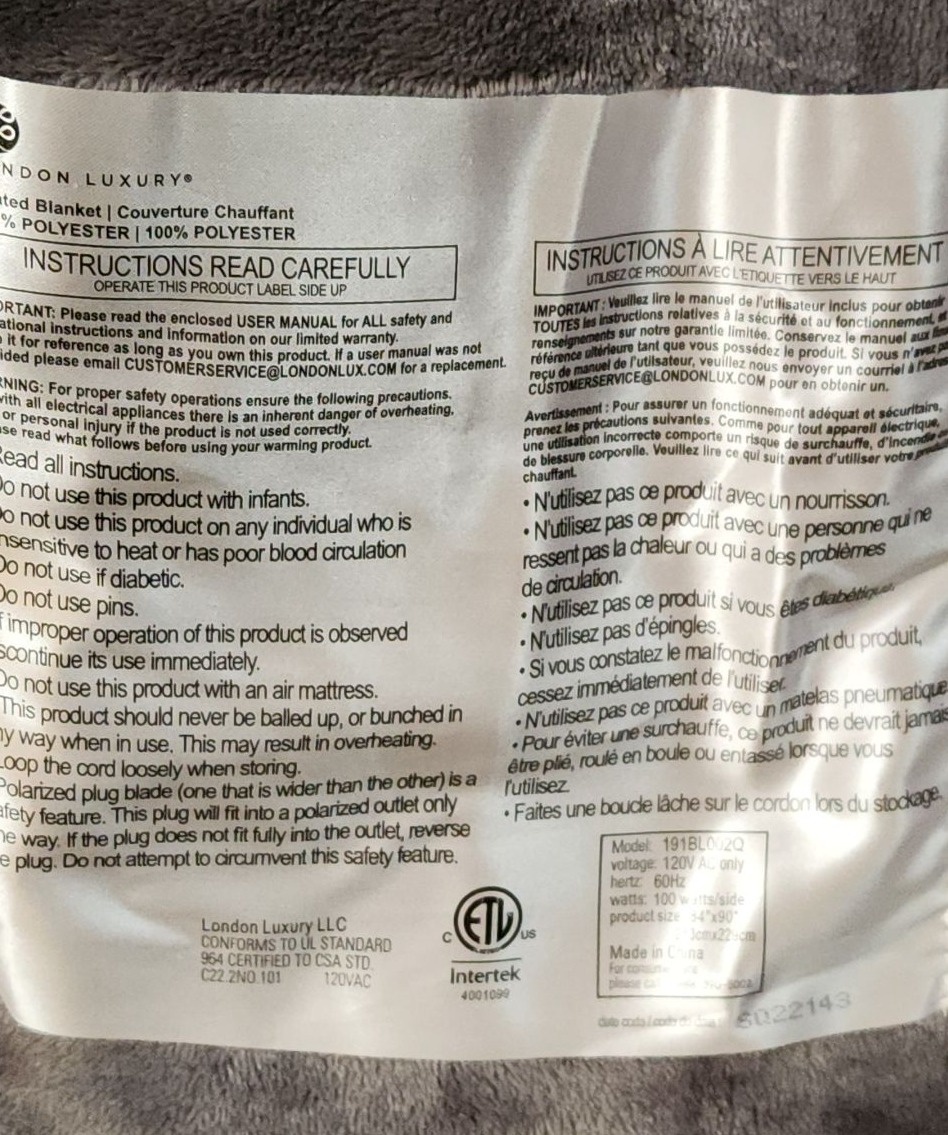 NDON LUXURY®
ted Blanket | Couverture Chauffant
% POLYESTER | 100% POLYESTER
INSTRUCTIONS READ CAREFULLY
OPERATE THIS PRODUCT LABEL SIDE UP
ORTANT: Please read the enclosed USER MANUAL for ALL safety and
ational instructions and information on our limited warranty.
it for reference as long as you own this product. If a user manual was not
ided please email CUSTOMERSERVICE@LONDONLUX.COM for a replacement.
RNING: For proper safety operations ensure the following precautions.
with all electrical appliances there is an inherent danger of overheating,
or personal injury if the product is not used correctly.
se read what follows before using your warming product.
Read all instructions.
Do not use this product with infants.
Do not use this product on any individual who is
nsensitive to heat or has poor blood circulation
Do not use if diabetic.
Do not use pins.
f improper operation of this product is observed
scontinue its use immediately.
Do not use this product with an air mattress.
This product should never be balled up, or bunched in
ny way when in use. This may result in overheating.
Loop the cord loosely when storing.
Polarized plug blade (one that is wider than the other) is a
afety feature. This plug will fit into a polarized outlet only
ne way. If the plug does not fit fully into the outlet, reverse
e plug. Do not attempt to circumvent this safety feature.
London Luxury LLC
CONFORMS TO UL STANDARD
964 CERTIFIED TO CSA STD.
C22.2NO.101 120VAC
C ETL US
Intertek
4001099
INSTRUCTIONS À LIRE ATTENTIVEMENT
UTILISEZ CE PRODUIT AVEC L'ETIQUETTE VERS LE HAUT
IMPORTANT : Veuillez lire le manuel de l'utilisateur inclus pour obtenir
TOUTES les instructions relatives à la sécurité et au fonctionnement, et
renseignements sur notre garantie limitée. Conservez le manuel aux fins
référence ultérieure tant que vous possédez le produit. Si vous n'avez pas
reçu de manuel de l'utilsateur, veuillez nous envoyer un courriel à l'adresse
CUSTOMERSERVICE@LONDONLUX.COM pour en obtenir un.
Avertissement : Pour assurer un fonctionnement adéquat et sécuritaire,
prenez les précautions suivantes. Comme pour tout appareil électrique,
une utilisation incorrecte comporte un risque de surchauffe, d'incendie
de blessure corporelle. Veuillez lire ce qui suit avant d'utiliser votre produit
chauffant.
• N'utilisez pas ce produit avec un nourrisson.
• N'utilisez pas ce produit avec une personne qui ne
ressent pas la chaleur ou qui a des problèmes
de circulation.
• N'utilisez pas ce produit si vous êtes diabétique.
• N'utilisez pas d'épingles.
• Si vous constatez le malfonctionnement du produit,
cessez immédiatement de l'utiliser.
• N'utilisez pas ce produit avec un matelas pneumatique
• Pour éviter une surchauffe, ce produit ne devrait jamais
être plié, roulé en boule ou entassé lorsque vous
l'utilisez.
• Faites une boucle lâche sur le cordon lors du stockage.
Model: 191BL002Q
voltage: 120V AC only
hertz: 60Hz
watts: 100 watts/side
product size 54"x90"
Made in China
please
SQ22143